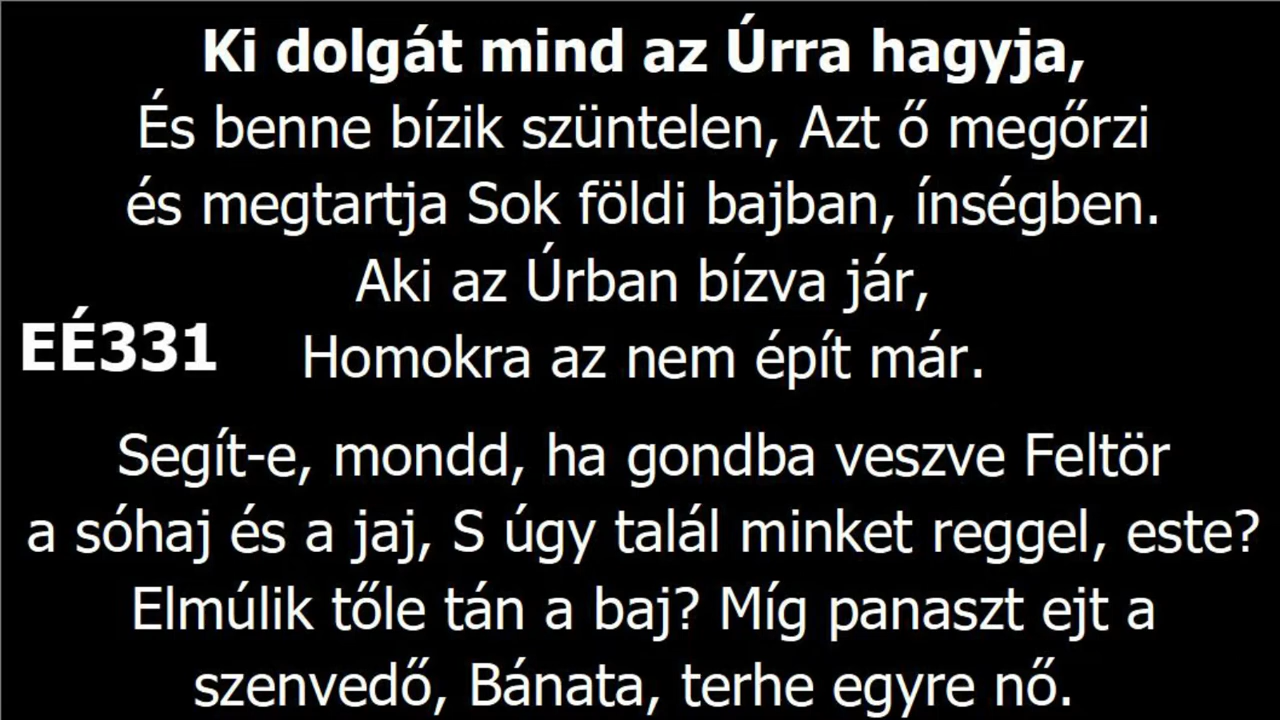 Ki dolgát mind az Úrra hagyja,
És benne bízik szüntelen, Azt ő megőrzi
és megtartja Sok földi bajban, ínségben.
Aki az Úrban bízva jár,
EÉ331
Homokra az nem épít már.
Segít-e, mondd, ha gondba veszve Feltör
a sóhaj és a jaj, S úgy talál minket reggel, este?
Elmúlik tőle tán a baj? Míg panaszt ejt a
szenvedő, Bánata, terhe egyre nő.